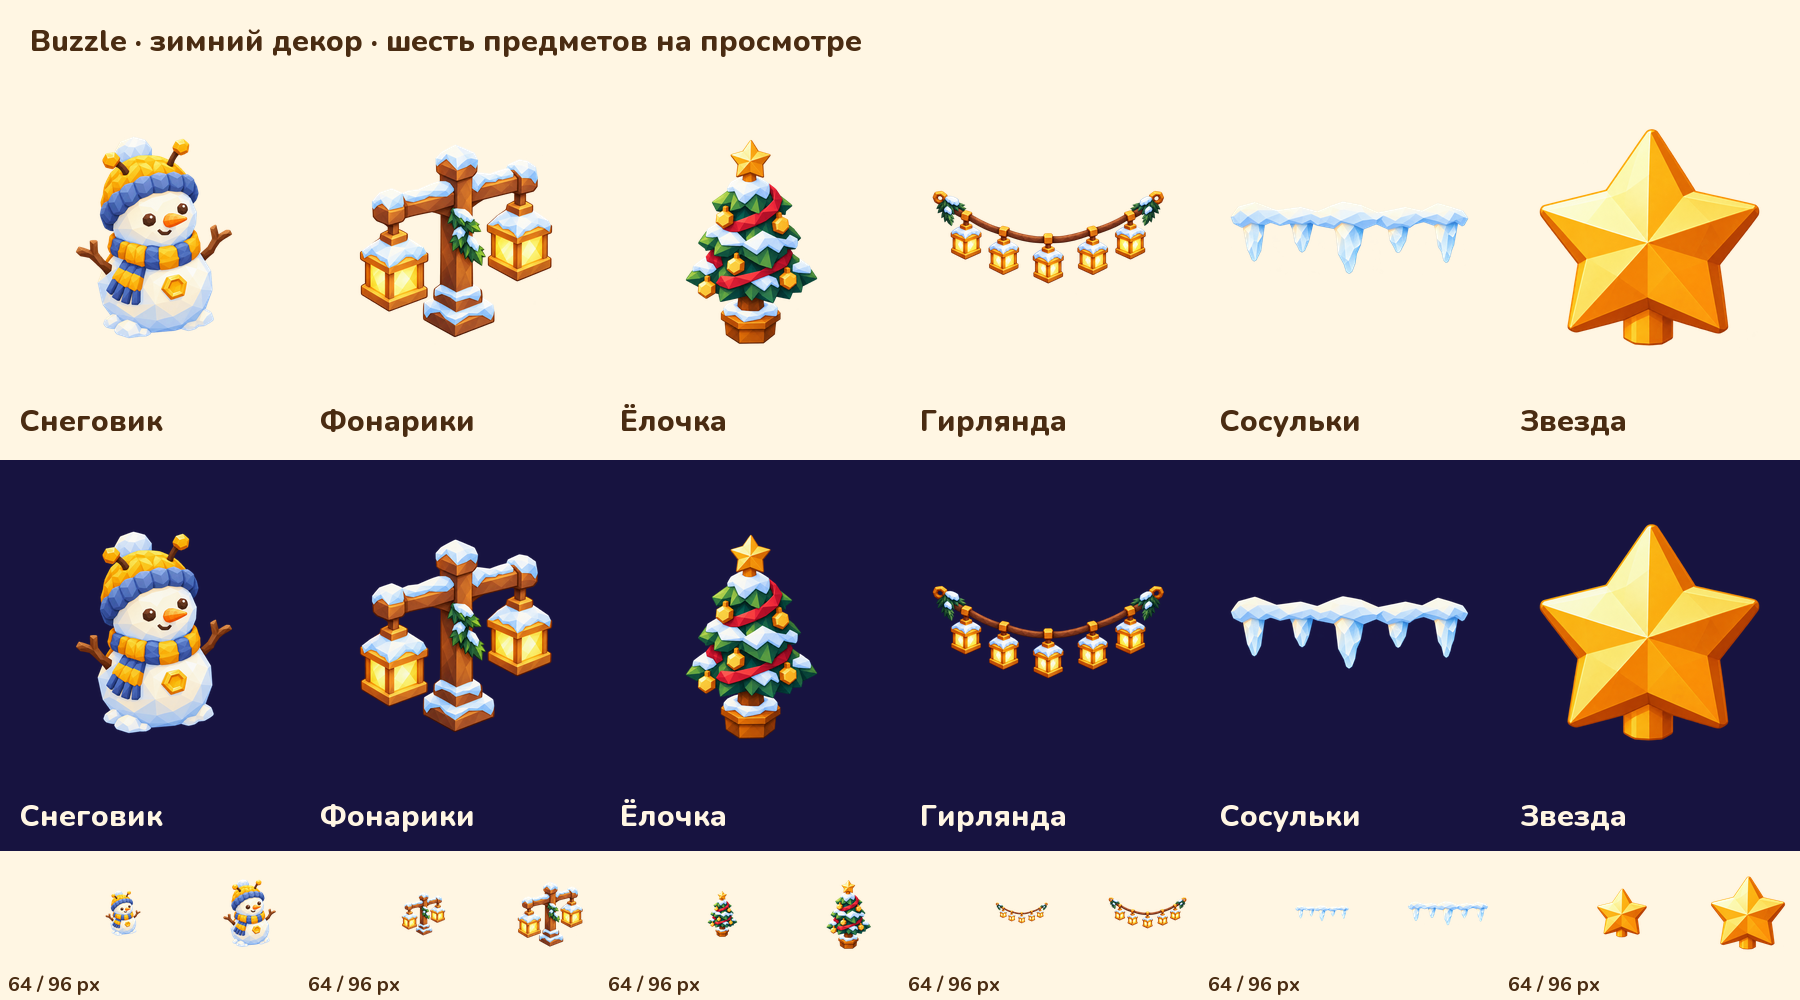 Buzzle · зимний декор · шесть предметов на просмотре
Снеговик Фонарики Ёлочка Гирлянда Сосульки Звезда
Снеговик Фонарики Ёлочка Гирлянда Сосульки Звезда
64 / 96 px 64 / 96 px 64 / 96 px 64 / 96 px 64 / 96 px 64 / 96 px